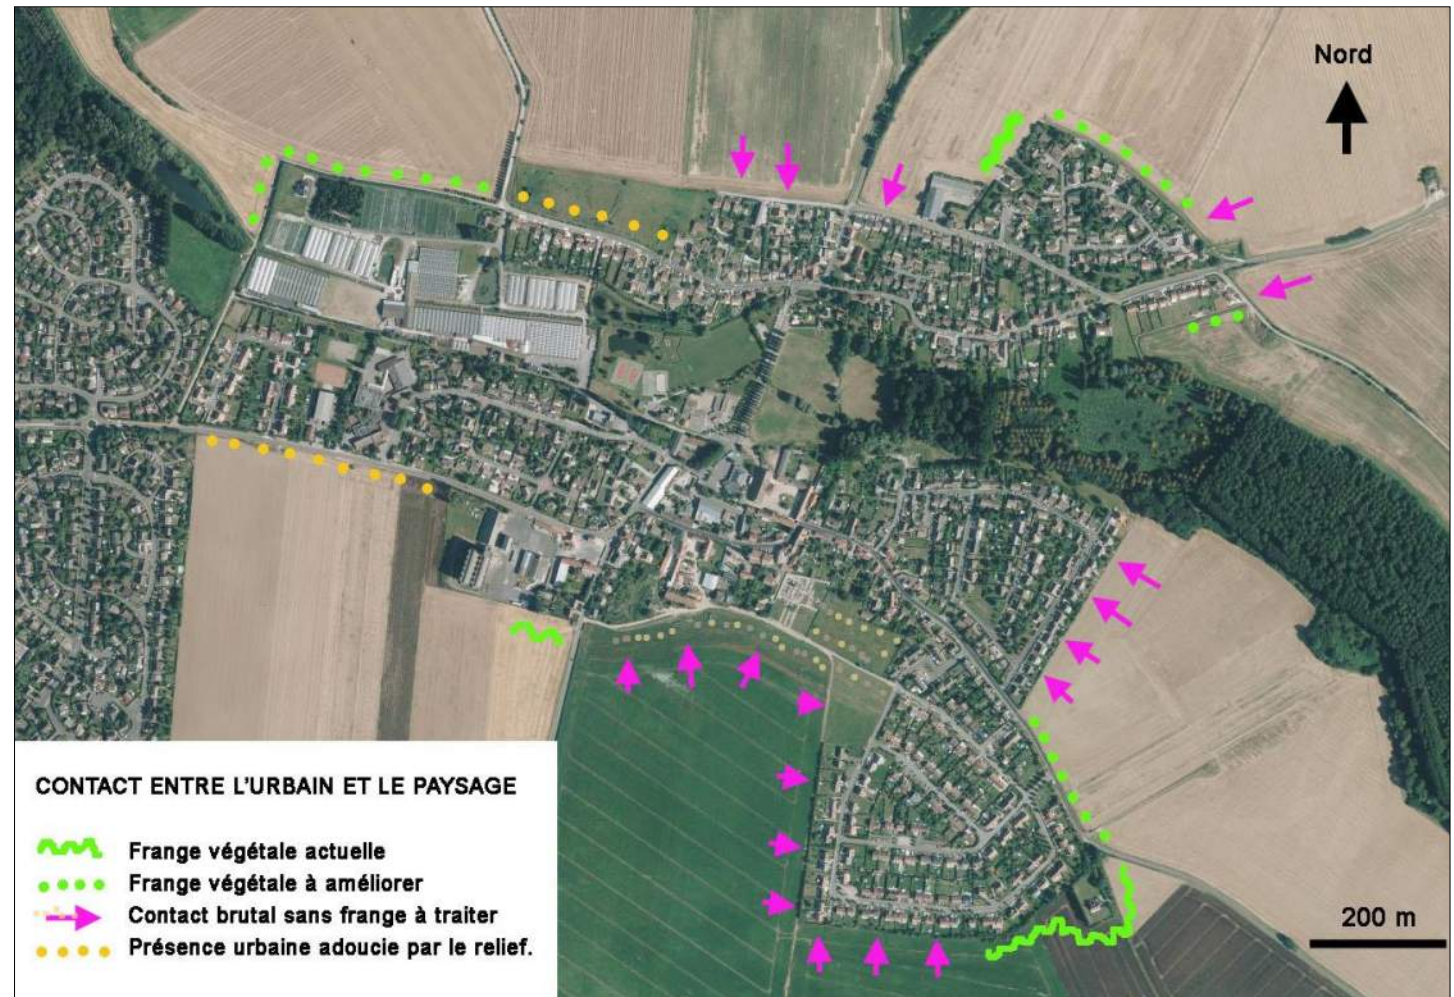 Nord
CONTACT ENTRE L'URBAIN ET LE PAYSAGE
Frange végétale actuelle
Frange végétale à améliorer
Contact brutal sans frange à traiter
Présence urbaine adoucie par le relief.
200 m